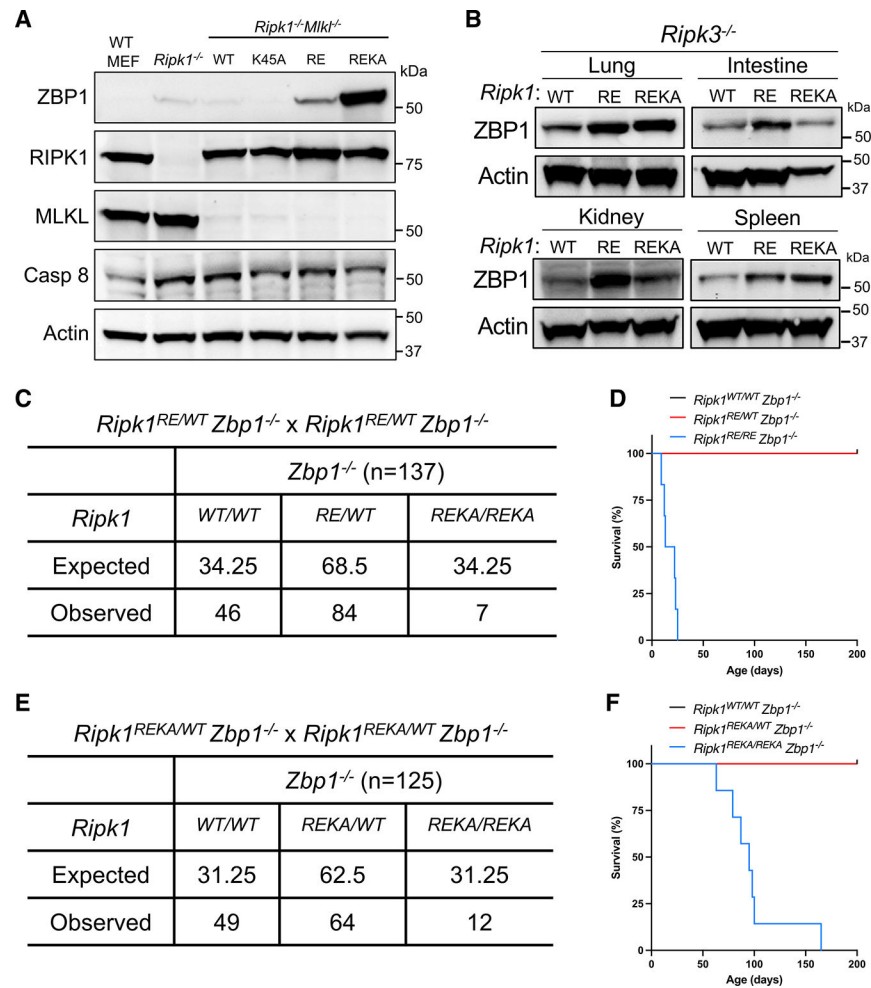 A
Ripk1-/-Mlkl-/-
WT MEF Ripk1-/- WT K45A RE REKA
kDa
ZBP1
50
RIPK1
75
MLKL
50
Casp 8
50
Actin
50
37
B
Ripk3-/-
Lung Intestine
Ripk1: WT RE REKA WT RE REKA
kDa
ZBP1 50
Actin 50
37
Kidney Spleen
Ripk1: WT RE REKA WT RE REKA
kDa
ZBP1 50
Actin 50
37
C
Ripk1RE/WT Zbp1-/- x Ripk1RE/WT Zbp1-/-
Zbp1-/- (n=137)
Ripk1 WT/WT RE/WT REKA/REKA
Expected 34.25 68.5 34.25
Observed 46 84 7
D
Ripk1WT/WT Zbp1-/-
Ripk1RE/WT Zbp1-/-
Ripk1RE/RE Zbp1-/-
100
75
50
25
0
Survival (%)
0 50 100 150 200
Age (days)
E
Ripk1REKA/WT Zbp1-/- x Ripk1REKA/WT Zbp1-/-
Zbp1-/- (n=125)
Ripk1 WT/WT REKA/WT REKA/REKA
Expected 31.25 62.5 31.25
Observed 49 64 12
F
Ripk1WT/WT Zbp1-/-
Ripk1REKA/WT Zbp1-/-
Ripk1REKA/REKA Zbp1-/-
100
75
50
25
0
Survival (%)
0 50 100 150 200
Age (days)